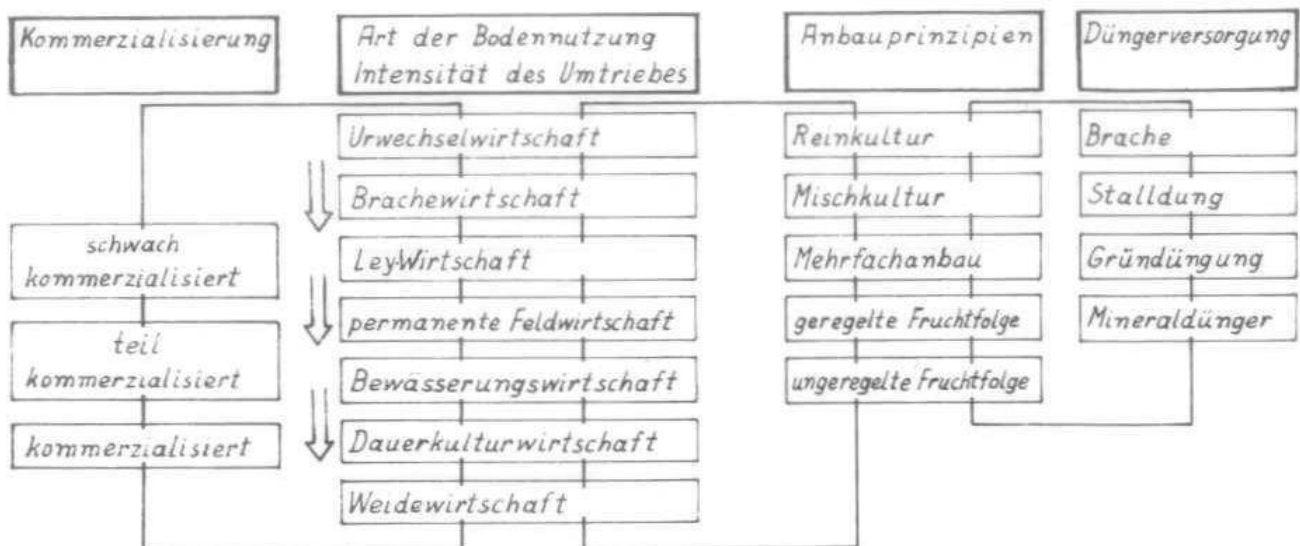 Kommerzialisierung
Art der Bodennutzung
Intensität des Umtriebes
Anbauprinzipien
Düngerversorgung
schwach
kommerzialisiert
teil
kommerzialisiert
kommerzialisiert
Urwechselwirtschaft
Brachewirtschaft
Ley-Wirtschaft
permanente Feldwirtschaft
Bewässerungswirtschaft
Dauerkulturwirtschaft
Weidewirtschaft
Reinkultur
Mischkultur
Mehrfachanbau
geregelte Fruchtfolge
ungeregelte Fruchtfolge
Brache
Stalldung
Gründüngung
Mineraldünger